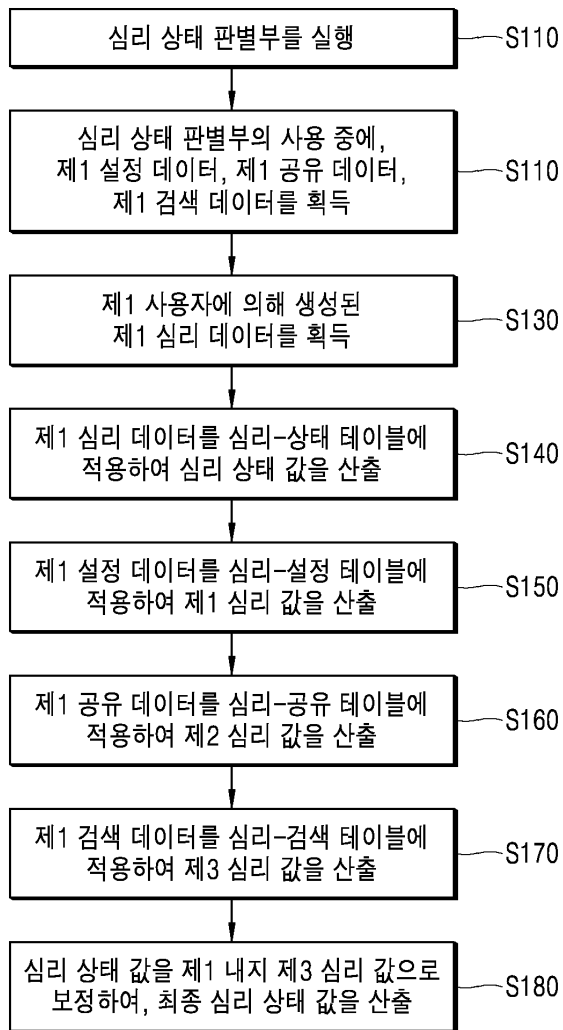 심리 상태 판별부를 실행
S110
심리 상태 판별부의 사용 중에,
제1 설정 데이터, 제1 공유 데이터,
제1 검색 데이터를 획득
S110
제1 사용자에 의해 생성된
제1 심리 데이터를 획득
S130
제1 심리 데이터를 심리-상태 테이블에
적용하여 심리 상태 값을 산출
S140
제1 설정 데이터를 심리-설정 테이블에
적용하여 제1 심리 값을 산출
S150
제1 공유 데이터를 심리-공유 테이블에
적용하여 제2 심리 값을 산출
S160
제1 검색 데이터를 심리-검색 테이블에
적용하여 제3 심리 값을 산출
S170
심리 상태 값을 제1 내지 제3 심리 값으로
보정하여, 최종 심리 상태 값을 산출
S180